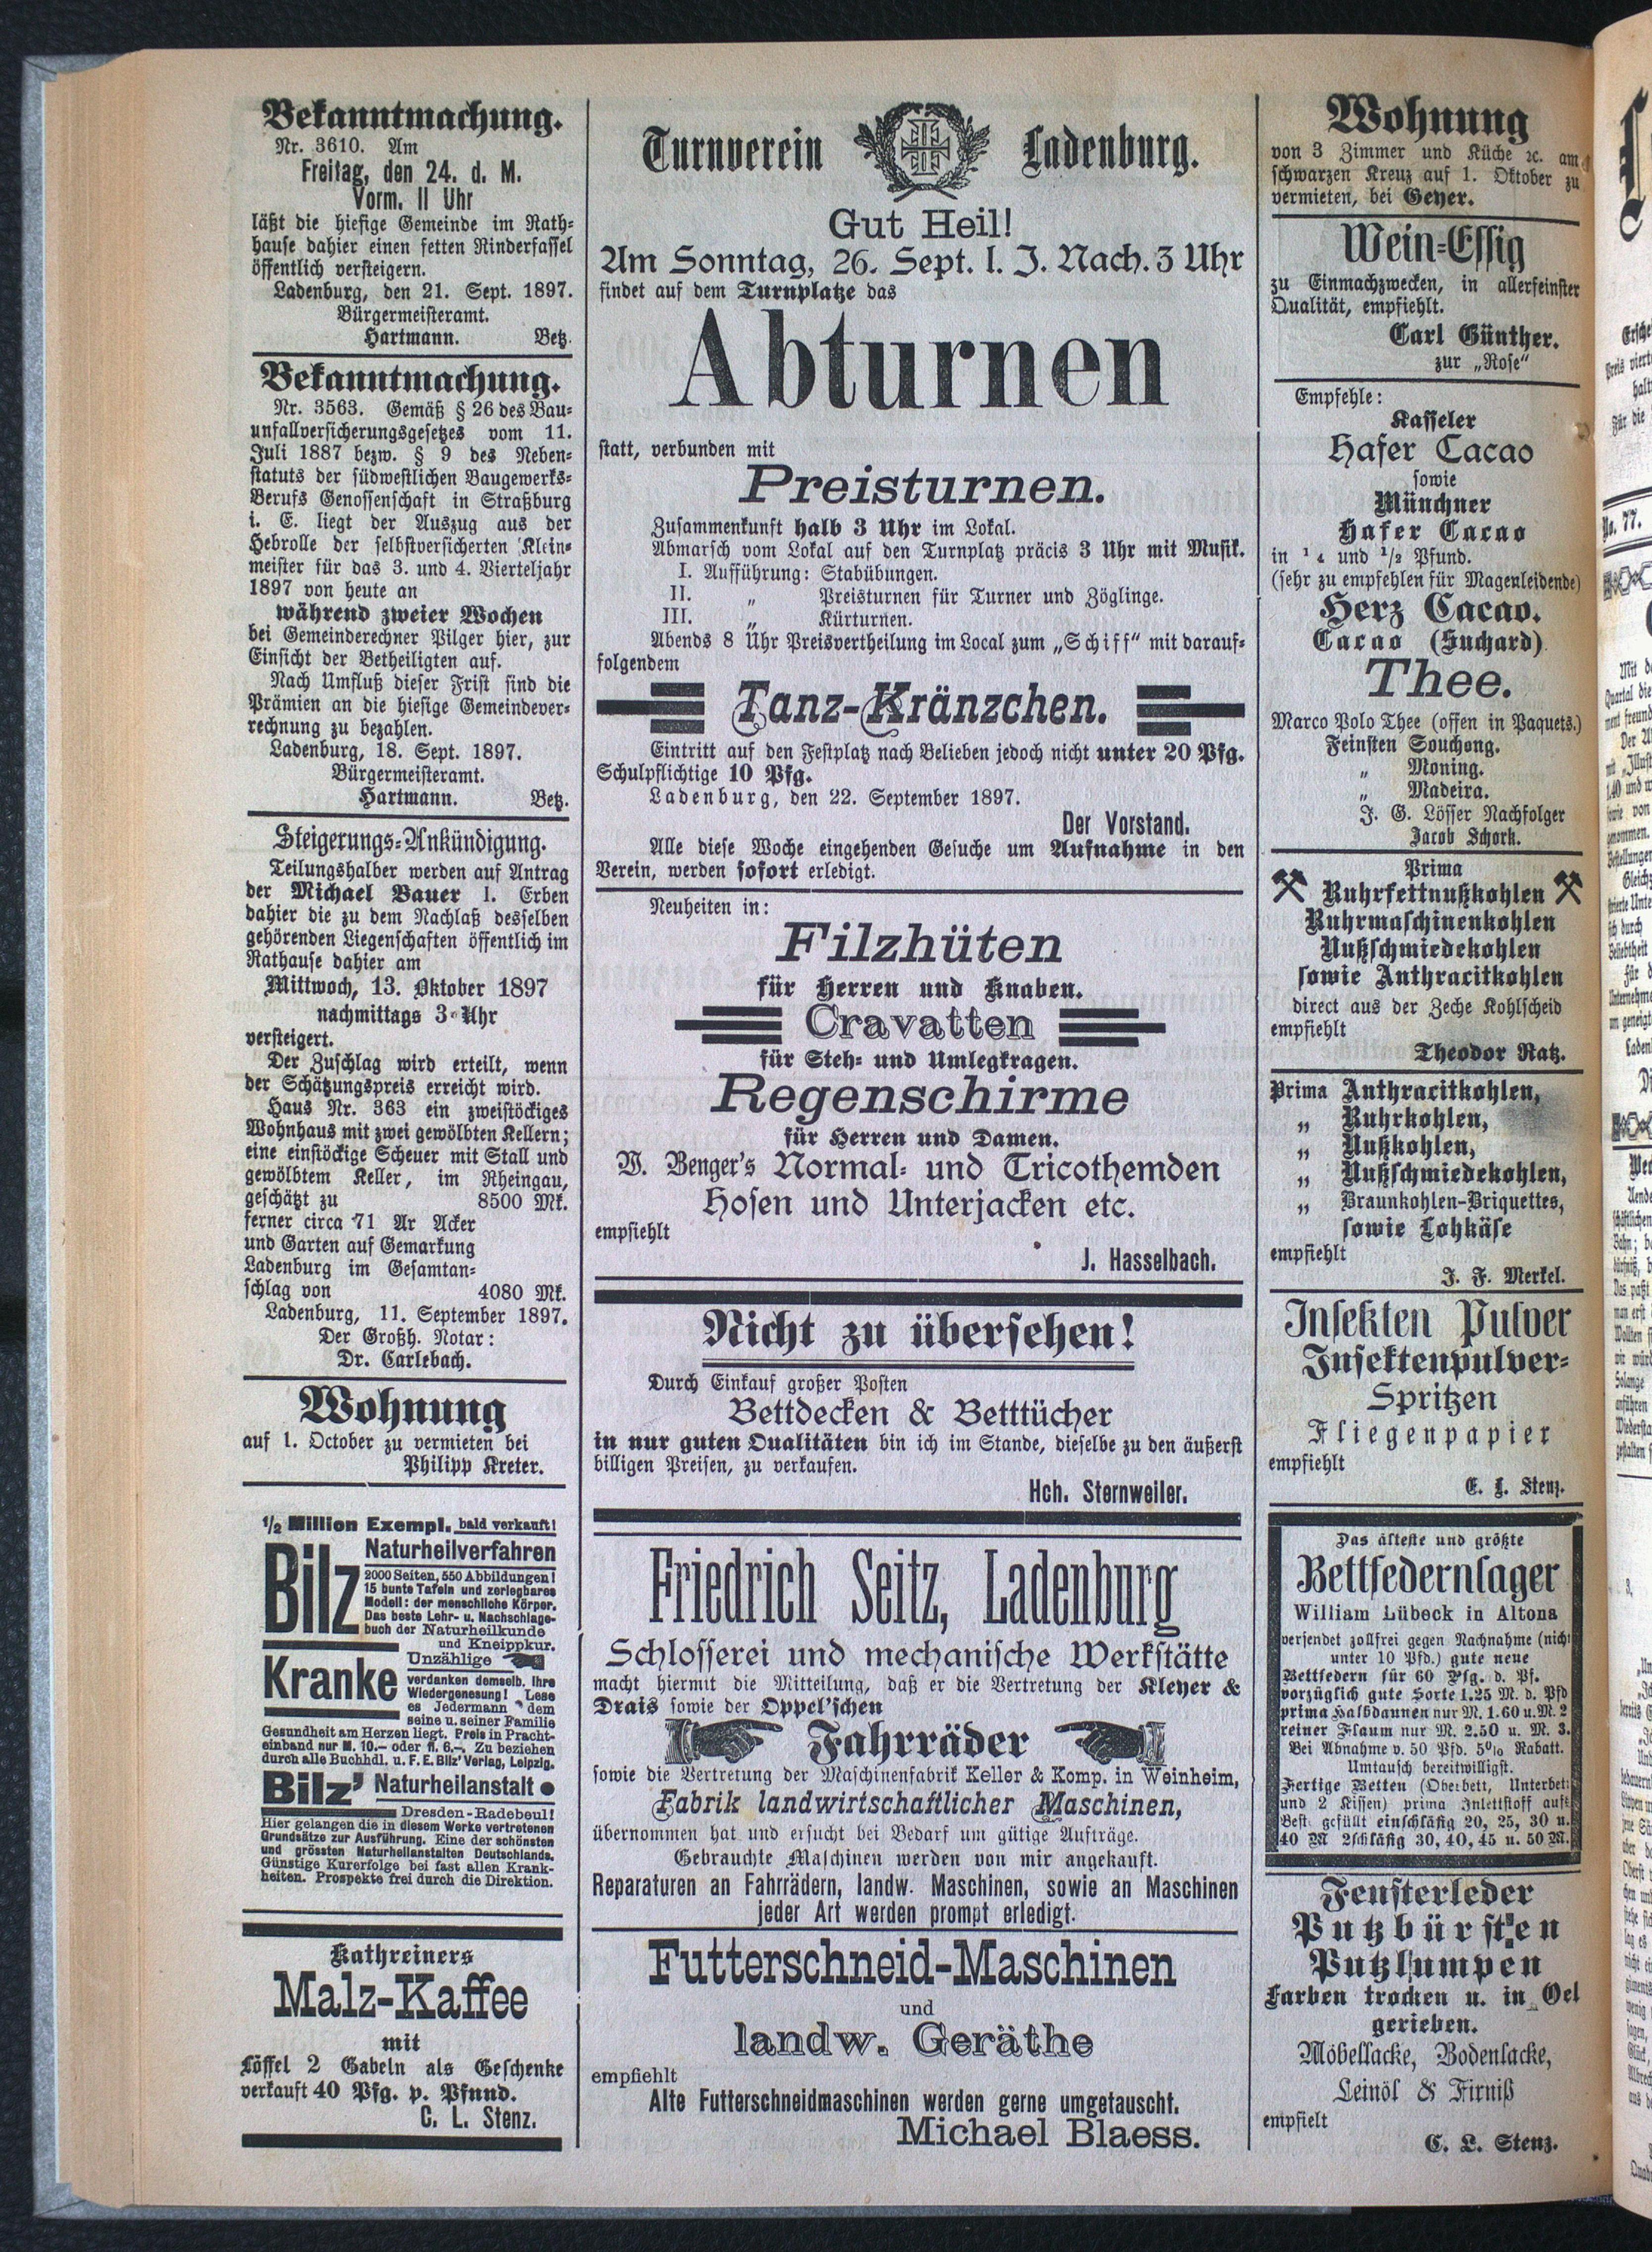 Bekanntmachung.
Nr. 3610. Am
Freitag, den 24. d. M.
Vorm. 11 Uhr
läßt die hiesige Gemeinde im Rath-
hause dahier einen fetten Rinderfassel
öffentlich versteigern.
Ladenburg, den 21. Sept. 1897.
Bürgermeisteramt.
Hartmann. Betz.
Bekanntmachung.
Nr. 3563. Gemäß § 26 des Bau-
unfallversicherungsgesetzes vom 11.
Juli 1887 bezw. § 9 des Neben-
statuts der südwestlichen Baugewerks-
Berufs Genossenschaft in Straßburg
i. E. liegt der Auszug aus der
Hebrolle der selbstversicherten Klein-
meister für das 3. und 4. Vierteljahr
1897 von heute an
während zweier Wochen
bei Gemeinderechner Pilger hier, zur
Einsicht der Betheiligten auf.
Nach Umfluß dieser Frist sind die
Prämien an die hiesige Gemeindever-
rechnung zu bezahlen.
Ladenburg, 18. Sept. 1897.
Bürgermeisteramt.
Hartmann. Betz.
Steigerungs-Ankündigung.
Teilungshalber werden auf Antrag
der Michael Bauer 1. Erben
dahier die zu dem Nachlaß desselben
gehörenden Liegenschaften öffentlich im
Rathause dahier am
Mittwoch, 13. Oktober 1897
nachmittags 3 Uhr
versteigert.
Der Zuschlag wird erteilt, wenn
der Schätzungspreis erreicht wird.
Haus Nr. 363 ein zweistöckiges
Wohnhaus mit zwei gewölbten Kellern;
eine einstöckige Scheuer mit Stall und
gewölbtem Keller, im Rheingau,
geschätzt zu 8500 Mk.
ferner circa 71 Ar Acker
und Garten auf Gemarkung
Ladenburg im Gesamtan-
schlag von 4080 Mk.
Ladenburg, 11. September 1897.
Der Großh. Notar:
Dr. Carlebach.
Wohnung
auf 1. October zu vermieten bei
Philipp Kreter.
1/2 Million Exempl. bald verkauft!
Bilz Naturheilverfahren
2000 Seiten, 550 Abbildungen!
15 bunte Tafeln und zerlegbares
Modell: der menschliche Körper.
Das beste Lehr- u. Nachschlage-
buch der Naturheilkunde
und Kneippkur.
Unzählige
Kranke verdanken demselb. ihre
Wiedergenesung! Lese
es Jedermann dem
seine u. seiner Familie
Gesundheit am Herzen liegt. Preis in Pracht-
einband nur M. 10.– oder fl. 6.–. Zu beziehen
durch alle Buchhdl. u. F. E. Bilz' Verlag, Leipzig.
Bilz' Naturheilanstalt
Dresden-Radebeul!
Hier gelangen die in diesem Werke vertretenen
Grundsätze zur Ausführung. Eine der schönsten
und grössten Naturheilanstalten Deutschlands.
Günstige Kurerfolge bei fast allen Krank-
heiten. Prospekte frei durch die Direktion.
Kathreiners
Malz-Kaffee
mit
Löffel 2 Gabeln als Geschenke
verkauft 40 Pfg. p. Pfund.
C. L. Stenz.
Turnverein Ladenburg.
Gut Heil!
Am Sonntag, 26. Sept. l. J. Nach. 3 Uhr
findet auf dem Turnplatze das
Abturnen
statt, verbunden mit
Preisturnen.
Zusammenkunft halb 3 Uhr im Lokal.
Abmarsch vom Lokal auf den Turnplatz präcis 3 Uhr mit Musik.
I. Aufführung: Stabübungen.
II. „ Preisturnen für Turner und Zöglinge.
III. „ Kürturnen.
Abends 8 Uhr Preisvertheilung im Local zum „Schiff“ mit darauf-
folgendem
Tanz-Kränzchen.
Eintritt auf den Festplatz nach Belieben jedoch nicht unter 20 Pfg.
Schulpflichtige 10 Pfg.
Ladenburg, den 22. September 1897.
Der Vorstand.
Alle diese Woche eingehenden Gesuche um Aufnahme in den
Verein, werden sofort erledigt.
Neuheiten in:
Filzhüten
für Herren und Knaben.
Cravatten
für Steh- und Umlegkragen.
Regenschirme
für Herren und Damen.
W. Benger's Normal- und Tricothemden
Hosen und Unterjacken etc.
empfiehlt
J. Hasselbach.
Nicht zu übersehen!
Durch Einkauf großer Posten
Bettdecken & Betttücher
in nur guten Qualitäten bin ich im Stande, dieselbe zu den äußerst
billigen Preisen, zu verkaufen.
Hch. Sternweiler.
Friedrich Seitz, Ladenburg
Schlosserei und mechanische Werkstätte
macht hiermit die Mitteilung, daß er die Vertretung der Kleyer &
Drais sowie der Oppel'schen
Fahrräder
sowie die Vertretung der Maschinenfabrik Keller & Komp. in Weinheim,
Fabrik landwirtschaftlicher Maschinen,
übernommen hat und ersucht bei Bedarf um gütige Aufträge.
Gebrauchte Maschinen werden von mir angekauft.
Reparaturen an Fahrrädern, landw. Maschinen, sowie an Maschinen
jeder Art werden prompt erledigt.
Futterschneid-Maschinen
und
landw. Geräthe
empfiehlt
Alte Futterschneidmaschinen werden gerne umgetauscht.
Michael Blaess.
Wohnung
von 3 Zimmer und Küche ꝛc. am
schwarzen Kreuz auf 1. Oktober zu
vermieten, bei Geyer.
Wein-Essig
zu Einmachzwecken, in allerfeinster
Qualität, empfiehlt.
Carl Günther.
zur „Rose“
Empfehle:
Kasseler
Hafer Cacao
sowie
Münchner
Hafer Cacao
in 1/4 und 1/2 Pfund.
(sehr zu empfehlen für Magenleidende)
Herz Cacao.
Cacao (Suchard)
Thee.
Marco Polo Thee (offen in Paquets.)
Feinsten Souchong.
„ Moning.
„ Madeira.
J. G. Lösser Nachfolger
Jacob Schork.
Prima
Ruhrfettnußkohlen
Ruhrmaschinenkohlen
Nußschmiedekohlen
sowie Anthracitkohlen
direct aus der Zeche Kohlscheid
empfiehlt
Theodor Ratz.
Prima Anthracitkohlen,
„ Ruhrkohlen,
„ Nußkohlen,
„ Nußschmiedekohlen,
„ Braunkohlen-Briquettes,
sowie Lohkäse
empfiehlt
J. F. Merkel.
Insekten Pulver
Insektenpulver-
Spritzen
Fliegenpapier
empfiehlt
C. L. Stenz.
Das älteste und größte
Bettfedernlager
William Lübeck in Altona
versendet zollfrei gegen Nachnahme (nicht
unter 10 Pfd.) gute neue
Bettfedern für 60 Pfg. d. Pf.
vorzüglich gute Sorte 1.25 M. d. Pfd
prima Halbdaunen nur M. 1.60 u. M. 2
reiner Flaum nur M. 2.50 u. M. 3.
Bei Abnahme v. 50 Pfd. 5% Rabatt.
Umtausch bereitwilligst.
Fertige Betten (Oberbett, Unterbett
und 2 Kissen) prima Inlettstoff aufs
Best. gefüllt einschläfig 20, 25, 30 u.
40 M 2schläfig 30, 40, 45 u. 50 M.
Fensterleder
Putzbürsten
Putzlumpen
Farben trocken u. in Oel
gerieben.
Möbellacke, Bodenlacke,
Leinöl & Firniß
empfielt
C. L. Stenz.
No. 77.